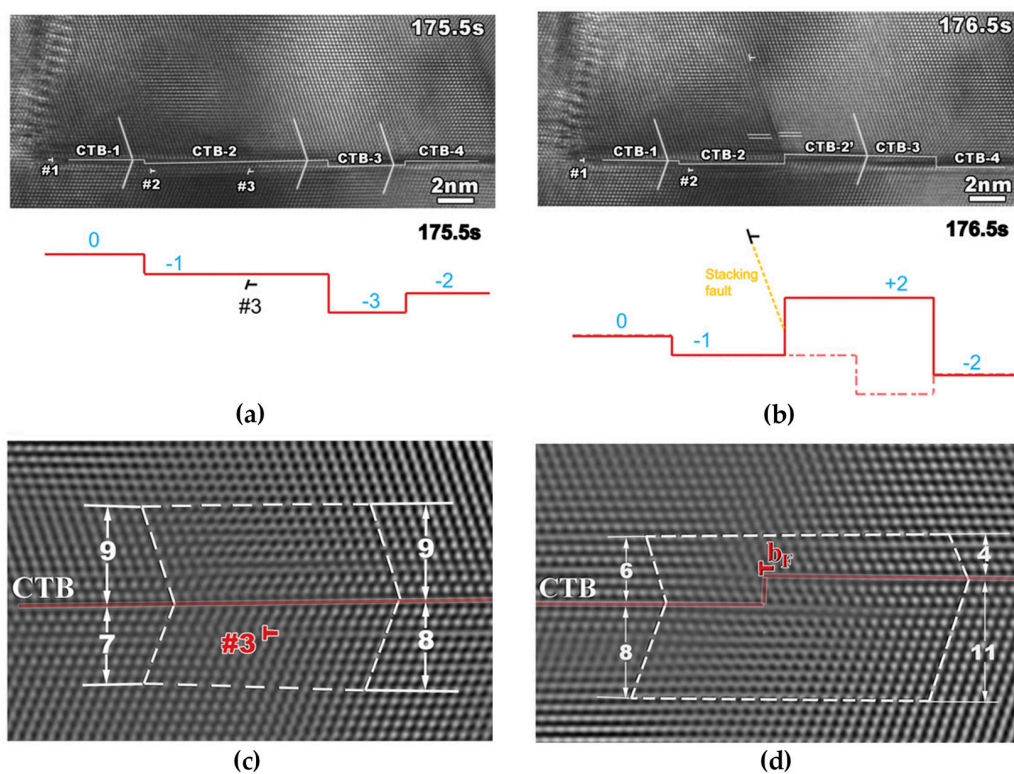 175.5s
CTB-1
CTB-2
CTB-3
CTB-4
#1
#2
#3
2nm
175.5s
0
-1
#3
-3
-2
(a)
176.5s
CTB-1
CTB-2
CTB-2'
CTB-3
CTB-4
#1
#2
2nm
176.5s
Stacking
fault
0
-1
+2
-2
(b)
9
9
CTB
7
#3
8
(c)
6
b_F
4
CTB
8
11
(d)